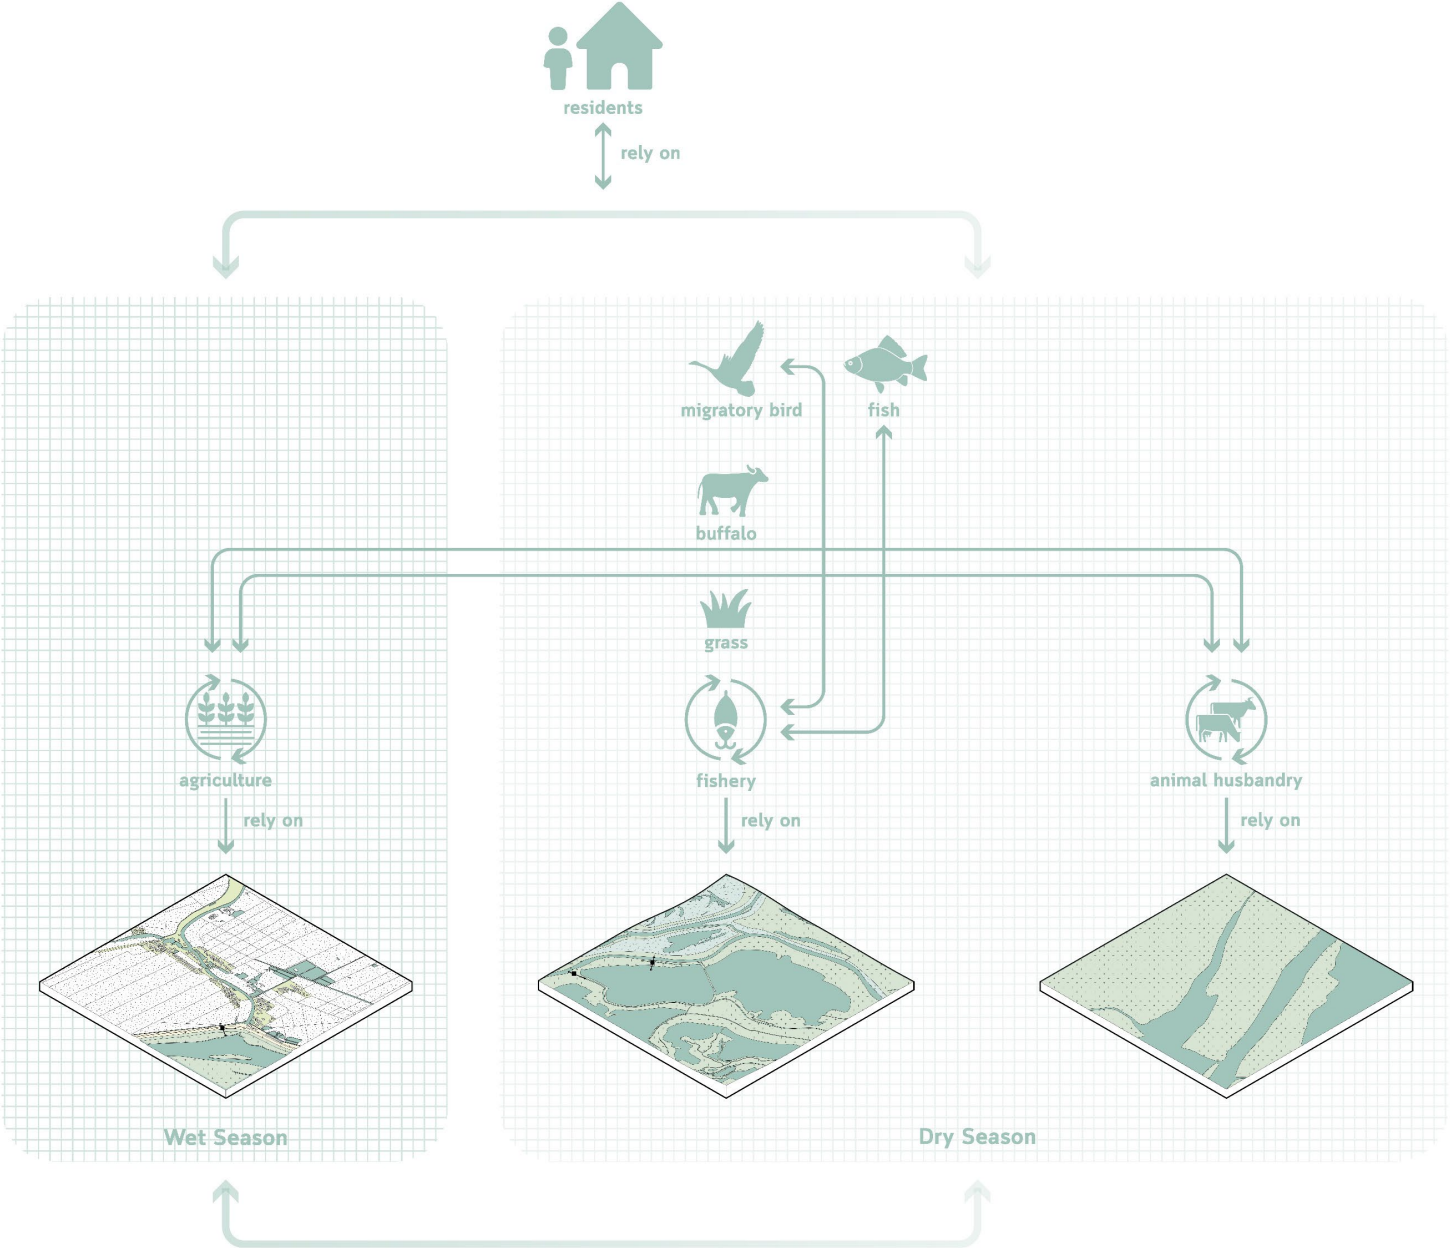 residents
rely on
migratory bird
fish
buffalo
grass
agriculture
fishery
animal husbandry
rely on
rely on
rely on
Wet Season
Dry Season